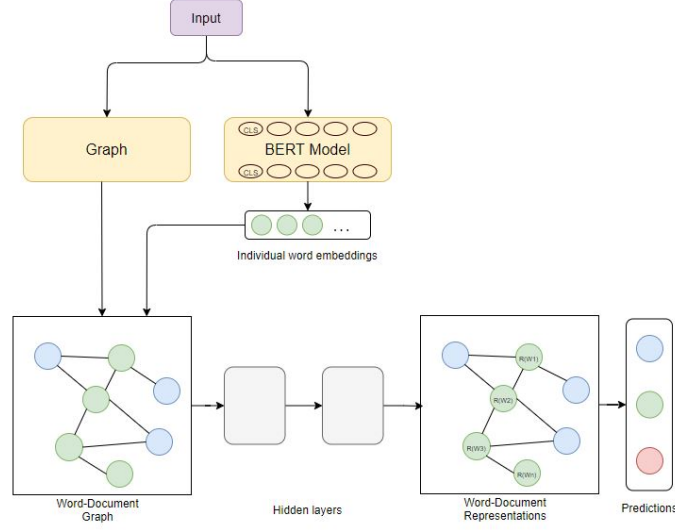 Input
Graph
CLS
BERT Model
CLS
...
Individual word embeddings
R(W1)
R(W2)
R(W3)
R(Wn)
Word-Document
Graph
Hidden layers
Word-Document
Representations
Predictions